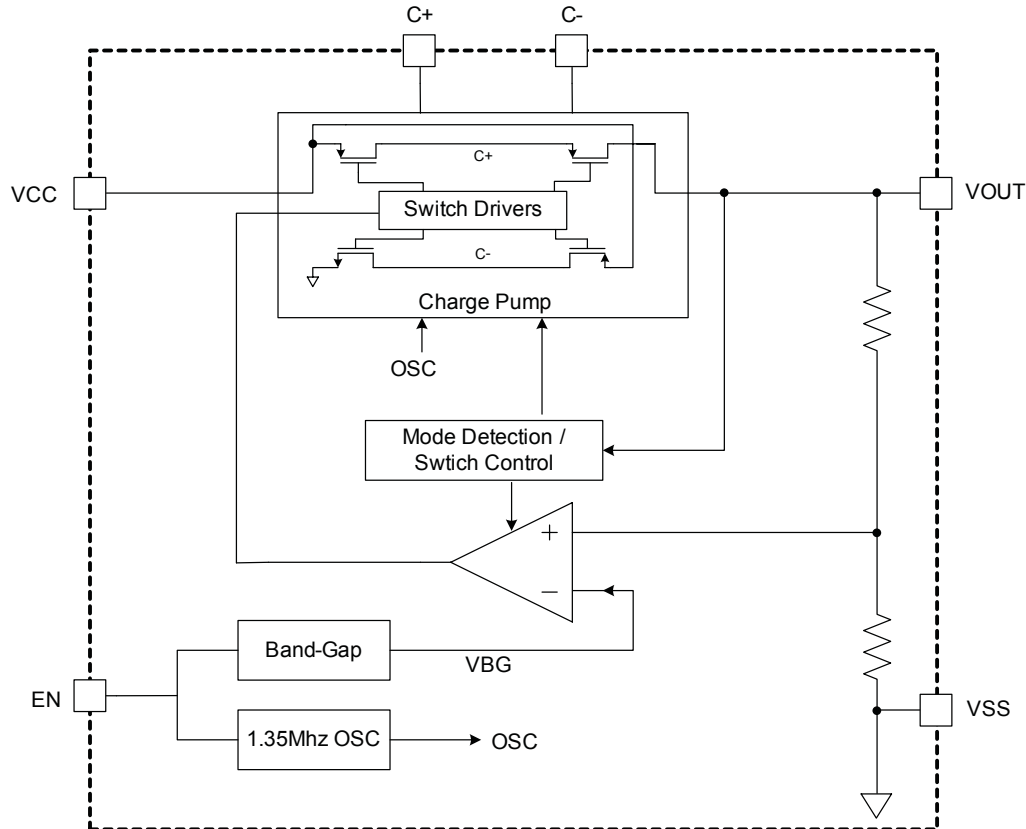 C+
C-
VCC
VOUT
C+
Switch Drivers
C-
Charge Pump
OSC
Mode Detection /
Swtich Control
+
−
Band-Gap
VBG
EN
VSS
1.35Mhz OSC
OSC